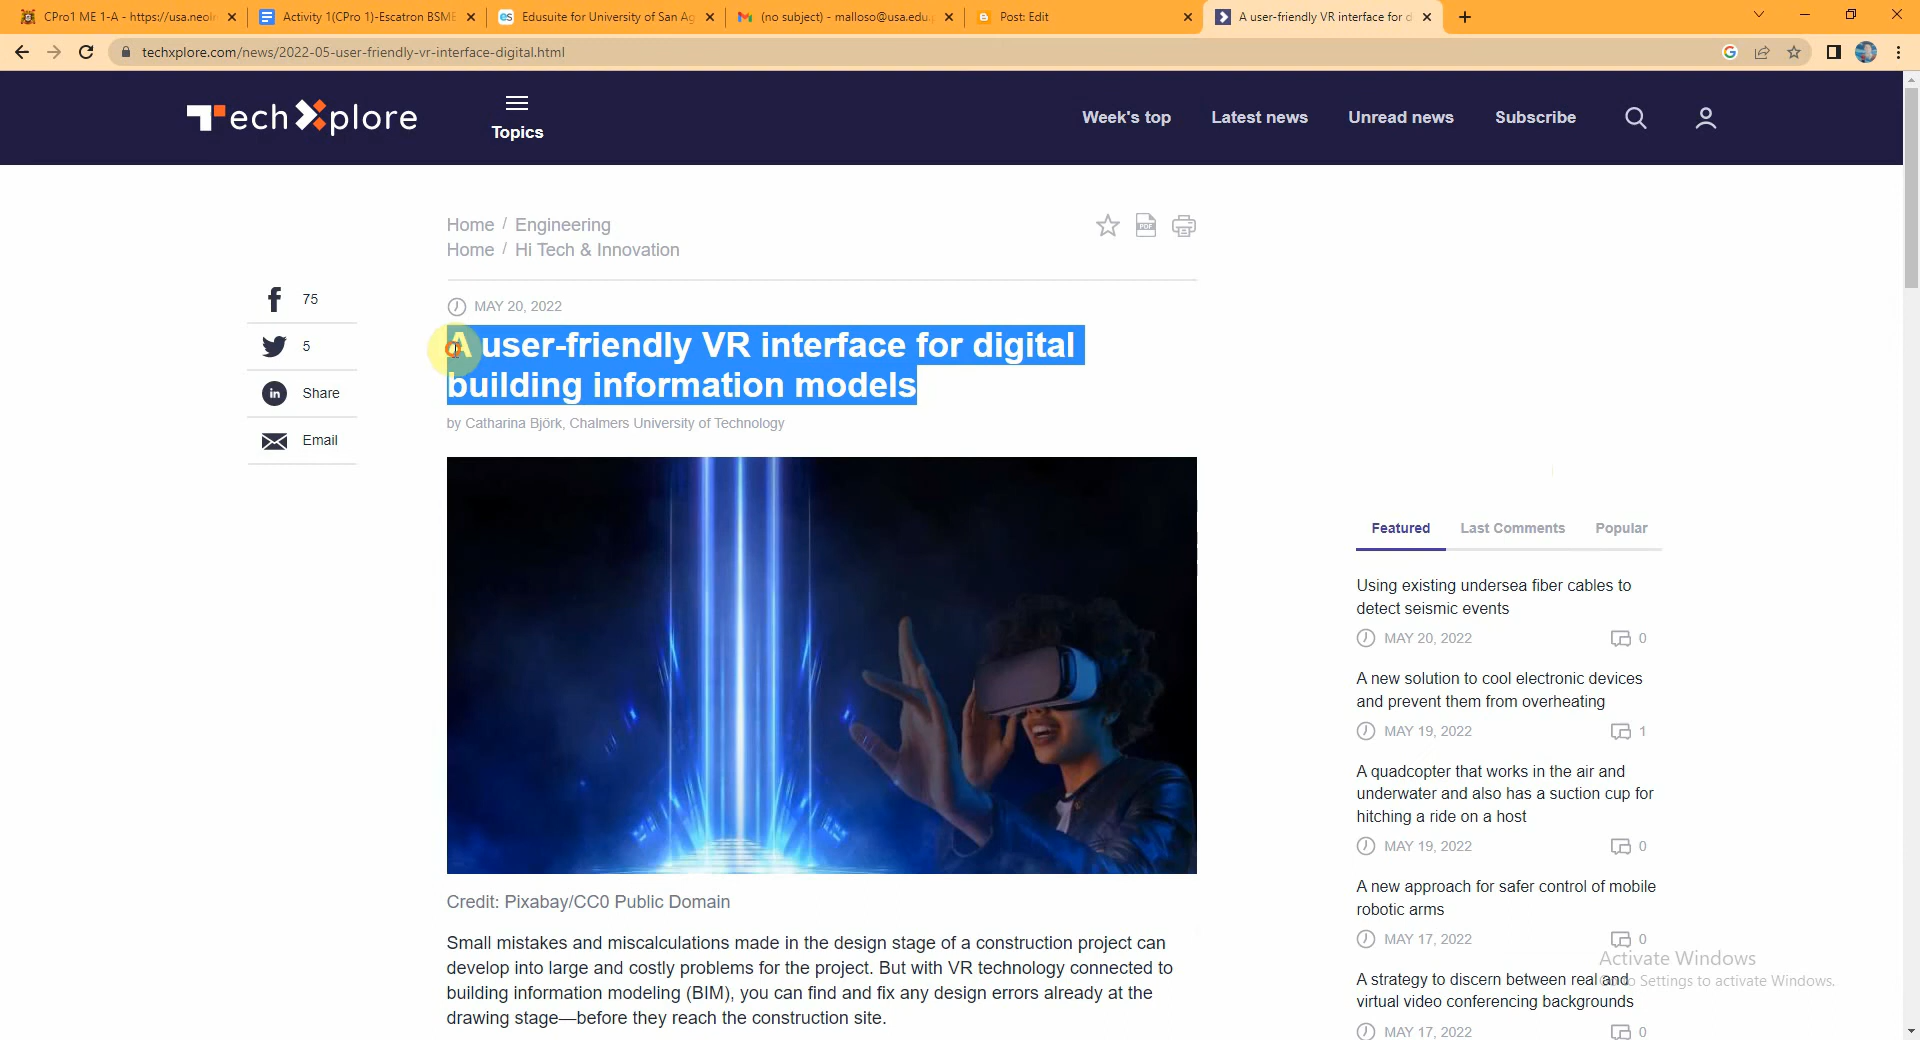 CPro1 ME 1-A - https://usa.neol
Activity 1(CPro 1)-Escatron BSME
Edusuite for University of San Ag
(no subject) - malloso@usa.edu.
Post: Edit
A user-friendly VR interface for d
techxplore.com/news/2022-05-user-friendly-vr-interface-digital.html
Tech Xplore
Topics
Week's top
Latest news
Unread news
Subscribe
Home / Engineering
Home / Hi Tech & Innovation
PDF
75
5
Share
Email
MAY 20, 2022
A user-friendly VR interface for digital
building information models
by Catharina Björk, Chalmers University of Technology
Credit: Pixabay/CC0 Public Domain
Small mistakes and miscalculations made in the design stage of a construction project can
develop into large and costly problems for the project. But with VR technology connected to
building information modeling (BIM), you can find and fix any design errors already at the
drawing stage—before they reach the construction site.
Featured
Last Comments
Popular
Using existing undersea fiber cables to
detect seismic events
MAY 20, 2022
0
A new solution to cool electronic devices
and prevent them from overheating
MAY 19, 2022
1
A quadcopter that works in the air and
underwater and also has a suction cup for
hitching a ride on a host
MAY 19, 2022
0
A new approach for safer control of mobile
robotic arms
MAY 17, 2022
0
A strategy to discern between real and
virtual video conferencing backgrounds
MAY 17, 2022
0
Activate Windows
to Settings to activate Windows.